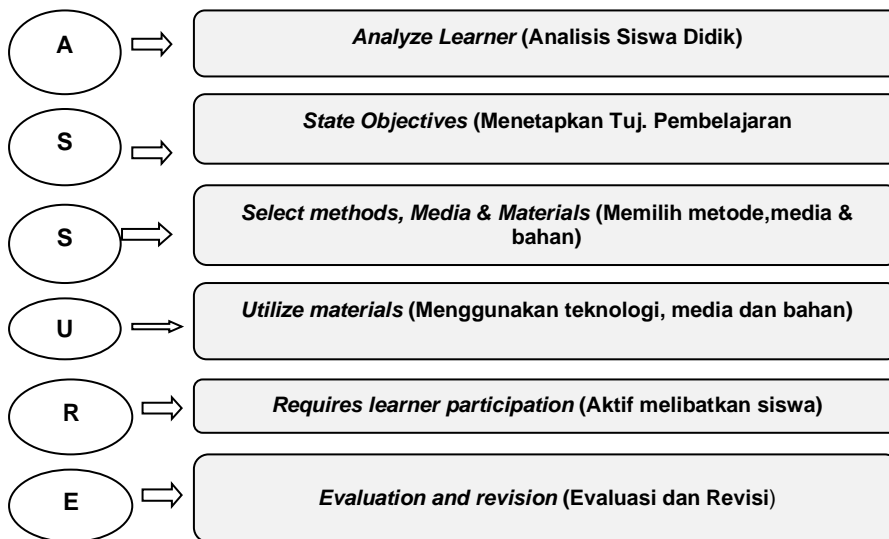 A
Analyze Learner (Analisis Siswa Didik)
S
State Objectives (Menetapkan Tuj. Pembelajaran
S
Select methods, Media & Materials (Memilih metode,media &
bahan)
U
Utilize materials (Menggunakan teknologi, media dan bahan)
R
Requires learner participation (Aktif melibatkan siswa)
E
Evaluation and revision (Evaluasi dan Revisi)